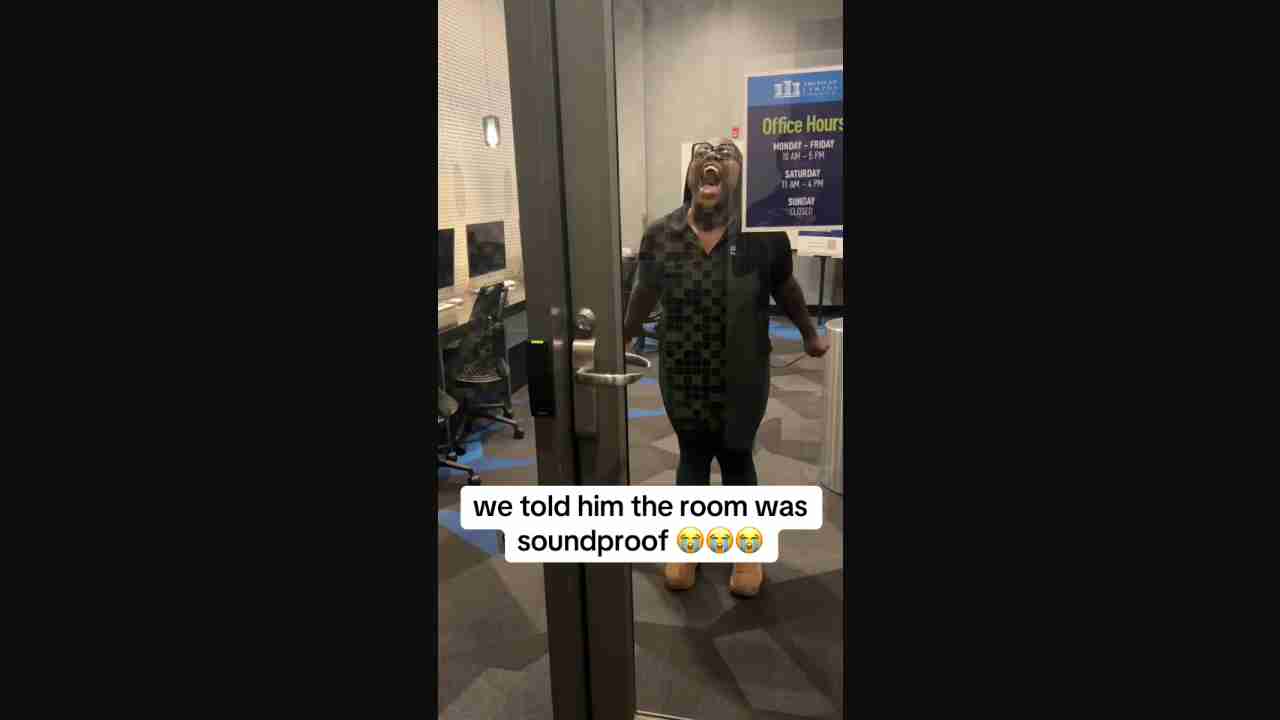 Office Hours
MONDAY – FRIDAY
10 AM – 6 PM
SATURDAY
11 AM – 4 PM
SUNDAY
CLOSED
we told him the room was
soundproof 😭😭😭